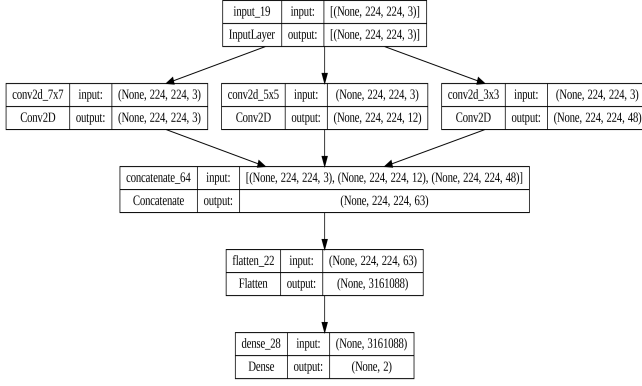 input_19 input: [(None, 224, 224, 3)]
InputLayer output: [(None, 224, 224, 3)]
conv2d_7x7 input: (None, 224, 224, 3)
Conv2D output: (None, 224, 224, 3)
conv2d_5x5 input: (None, 224, 224, 3)
Conv2D output: (None, 224, 224, 12)
conv2d_3x3 input: (None, 224, 224, 3)
Conv2D output: (None, 224, 224, 48)
concatenate_64 input: [(None, 224, 224, 3), (None, 224, 224, 12), (None, 224, 224, 48)]
Concatenate output: (None, 224, 224, 63)
flatten_22 input: (None, 224, 224, 63)
Flatten output: (None, 3161088)
dense_28 input: (None, 3161088)
Dense output: (None, 2)